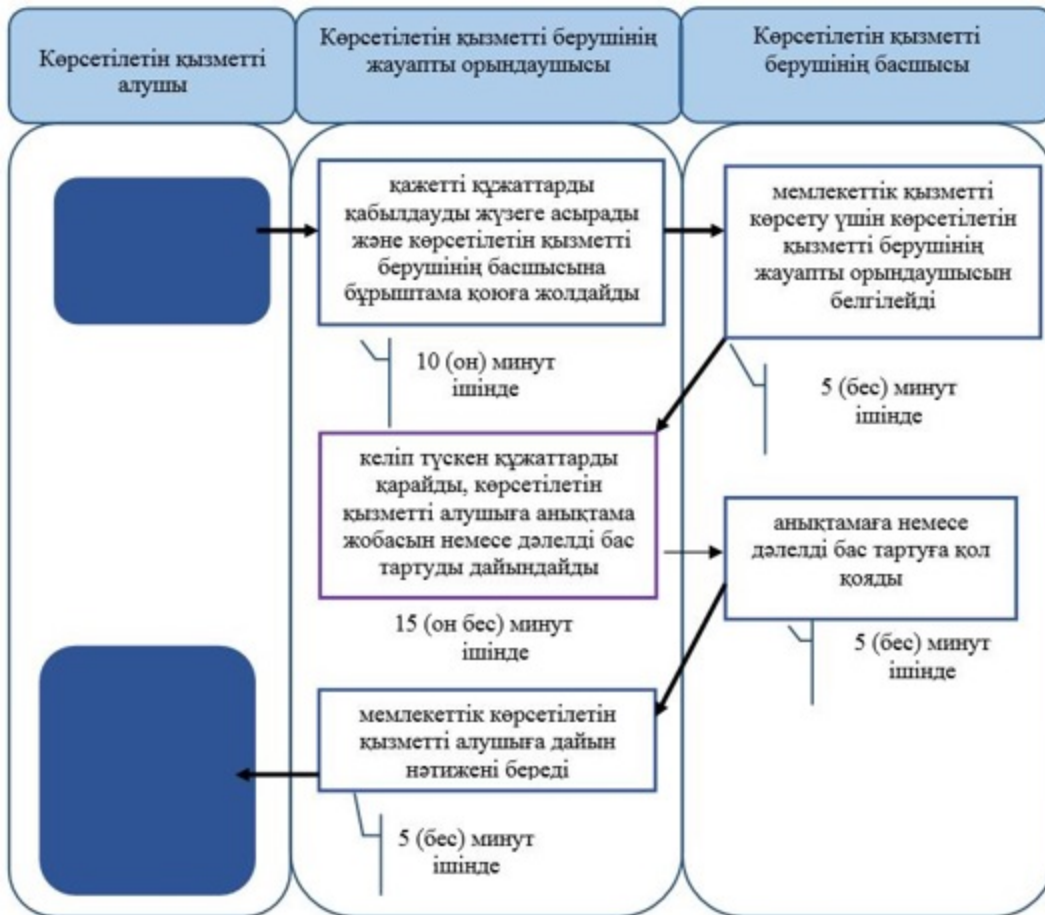 Көрсетілетін қызметті
алушы
Көрсетілетін қызметті берушінің
жауапты орындаушысы
Көрсетілетін қызметті
берушінің басшысы
қажетті құжаттарды
қабылдауды жүзеге асырады
және көрсетілетін қызметті
берушінің басшысына
бұрыштама қоюға жолдайды
мемлекеттік қызметті
көрсету үшін көрсетілетін
қызметті берушінің
жауапты орындаушысын
белгілейді
10 (он) минут
ішінде
5 (бес) минут
ішінде
келіп түскен құжаттарды
қарайды, көрсетілетін
қызметті алушыға анықтама
жобасын немесе дәлелді бас
тартуды дайындайды
анықтамаға немесе
дәлелді бас тартуға қол
қояды
15 (он бес) минут
ішінде
5 (бес) минут
ішінде
мемлекеттік көрсетілетін
қызметті алушыға дайын
нәтижені береді
5 (бес) минут
ішінде